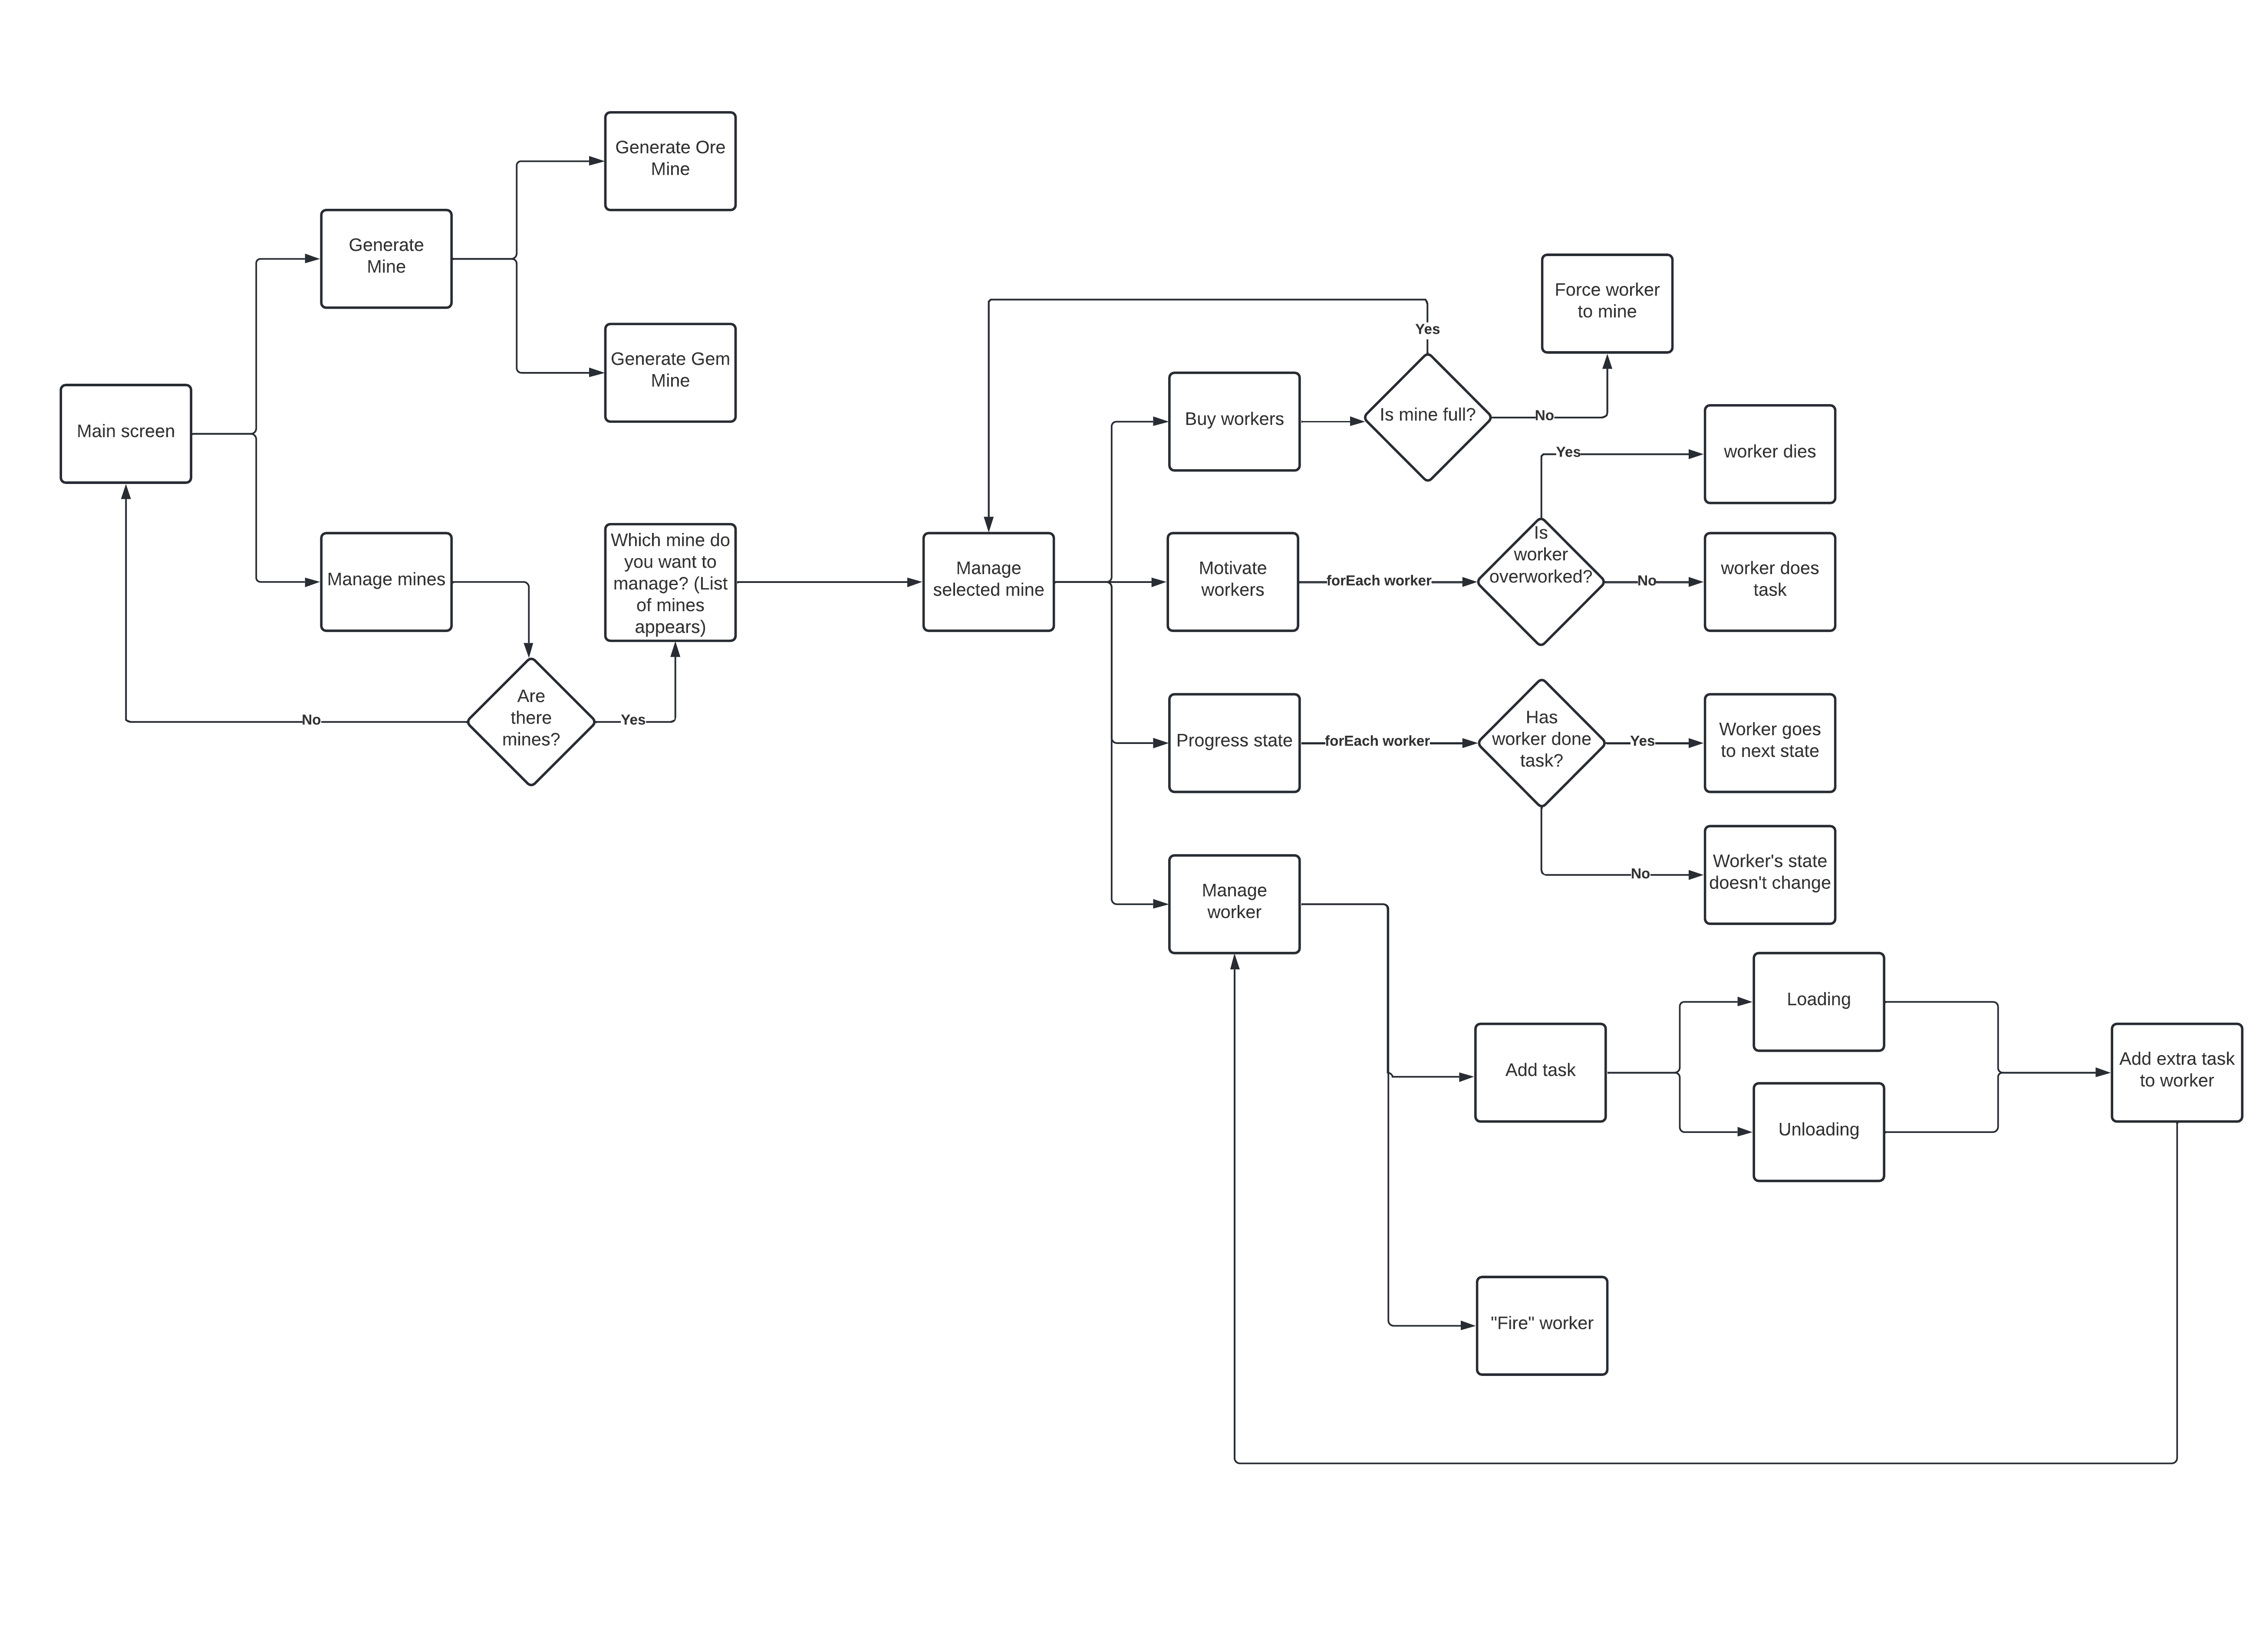 Generate Ore
Mine
Generate
Mine
Generate Gem
Mine
Main screen
Manage mines
Which mine do
you want to
manage? (List
of mines
appears)
Are
there
mines?
No
Yes
Manage
selected mine
Buy workers
Is mine full?
Yes
No
Force worker
to mine
Motivate
workers
forEach worker
Is
worker
overworked?
Yes
worker dies
No
worker does
task
Progress state
forEach worker
Has
worker done
task?
Yes
Worker goes
to next state
No
Worker's state
doesn't change
Manage
worker
Add task
Loading
Unloading
Add extra task
to worker
"Fire" worker